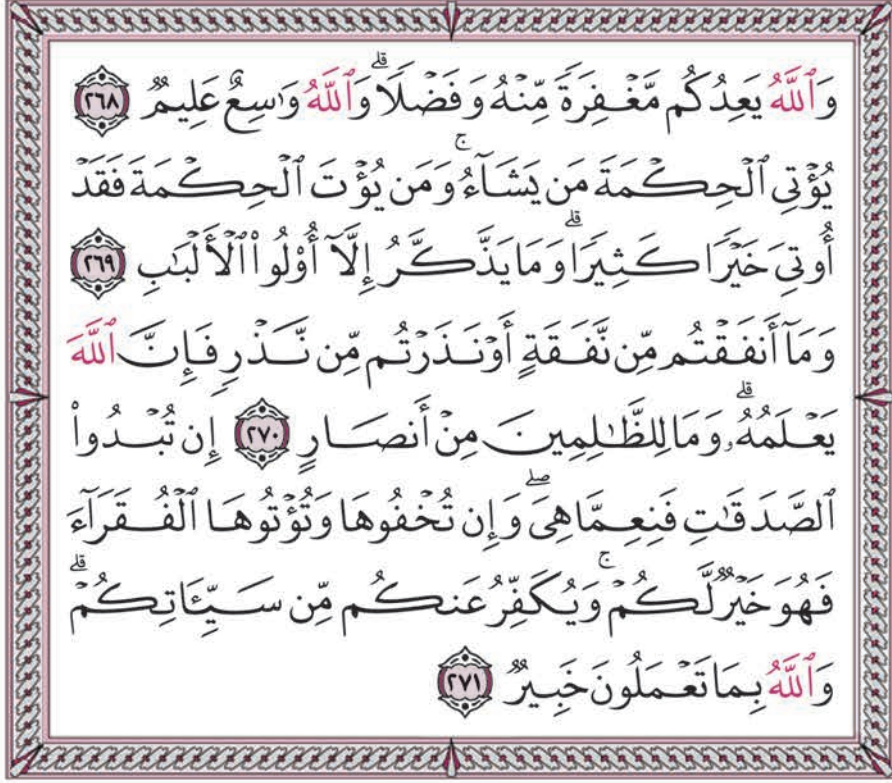 وَٱللَّهُ يَعِدُكُم مَّغۡفِرَةٗ مِّنۡهُ وَفَضۡلٗاۗ وَٱللَّهُ وَٰسِعٌ عَلِيمٞ ٢٦٨
يُؤۡتِي ٱلۡحِكۡمَةَ مَن يَشَآءُۚ وَمَن يُؤۡتَ ٱلۡحِكۡمَةَ فَقَدۡ
أُوتِيَ خَيۡرٗا كَثِيرٗاۗ وَمَا يَذَّكَّرُ إِلَّآ أُوْلُواْ ٱلۡأَلۡبَٰبِ ٢٦٩
وَمَآ أَنفَقۡتُم مِّن نَّفَقَةٍ أَوۡ نَذَرۡتُم مِّن نَّذۡرٖ فَإِنَّ ٱللَّهَ
يَعۡلَمُهُۥۗ وَمَا لِلظَّٰلِمِينَ مِنۡ أَنصَارٍ ٢٧٠ إِن تُبۡدُواْ
ٱلصَّدَقَٰتِ فَنِعِمَّا هِيَۖ وَإِن تُخۡفُوهَا وَتُؤۡتُوهَا ٱلۡفُقَرَآءَ
فَهُوَ خَيۡرٞ لَّكُمۡۚ وَيُكَفِّرُ عَنكُم مِّن سَيِّـَٔاتِكُمۡۗ
وَٱللَّهُ بِمَا تَعۡمَلُونَ خَبِيرٞ ٢٧١